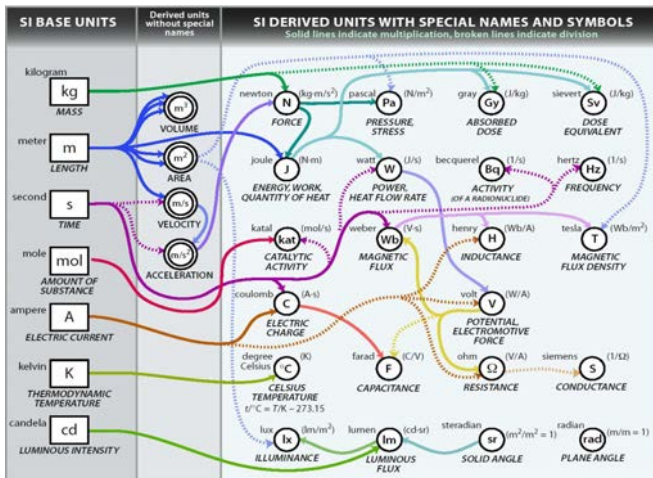 SI BASE UNITS
Derived units
without special
names
SI DERIVED UNITS WITH SPECIAL NAMES AND SYMBOLS
Solid lines indicate multiplication, broken lines indicate division
kilogram
kg
MASS
meter
m
LENGTH
second
s
TIME
mole
mol
AMOUNT OF
SUBSTANCE
ampere
A
ELECTRIC CURRENT
kelvin
K
THERMODYNAMIC
TEMPERATURE
candela
cd
LUMINOUS INTENSITY
m³
VOLUME
m²
AREA
m/s
VELOCITY
m/s²
ACCELERATION
newton
N
(kg·m/s²)
FORCE
pascal
Pa
(N/m²)
PRESSURE,
STRESS
gray
Gy
(J/kg)
ABSORBED
DOSE
sievert
Sv
(J/kg)
DOSE
EQUIVALENT
joule
J
(N·m)
ENERGY, WORK,
QUANTITY OF HEAT
watt
W
(J/s)
POWER,
HEAT FLOW RATE
becquerel
Bq
(1/s)
ACTIVITY
(OF A RADIONUCLIDE)
hertz
Hz
(1/s)
FREQUENCY
katal
kat
(mol/s)
CATALYTIC
ACTIVITY
weber
Wb
(V·s)
MAGNETIC
FLUX
henry
H
(Wb/A)
INDUCTANCE
tesla
T
(Wb/m²)
MAGNETIC
FLUX DENSITY
coulomb
C
(A·s)
ELECTRIC
CHARGE
volt
V
(W/A)
POTENTIAL,
ELECTROMOTIVE
FORCE
degree
Celsius
°C
(K)
CELSIUS
TEMPERATURE
t/°C = T/K – 273.15
farad
F
(C/V)
CAPACITANCE
ohm
Ω
(V/A)
RESISTANCE
siemens
S
(1/Ω)
CONDUCTANCE
lux
lx
(lm/m²)
ILLUMINANCE
lumen
lm
(cd·sr)
LUMINOUS
FLUX
steradian
sr
(m²/m² = 1)
SOLID ANGLE
radian
rad
(m/m = 1)
PLANE ANGLE